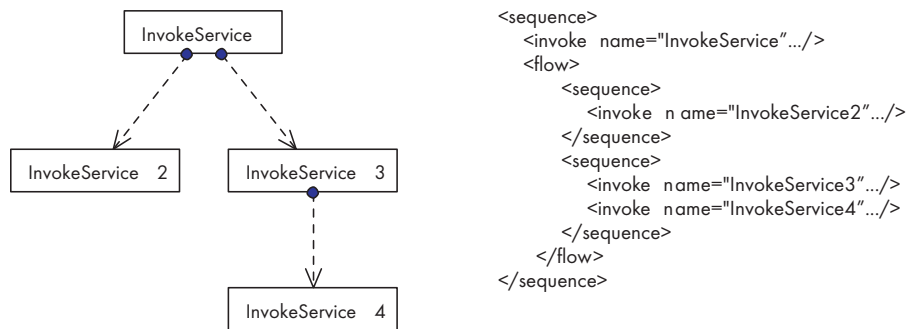 InvokeService
InvokeService 2
InvokeService 3
InvokeService 4
<sequence>
<invoke name="InvokeService”.../>
<flow>
<sequence>
<invoke n ame="InvokeService2”.../>
</sequence>
<sequence>
<invoke name="InvokeService3”.../>
<invoke name="InvokeService4”.../>
</sequence>
</flow>
</sequence>